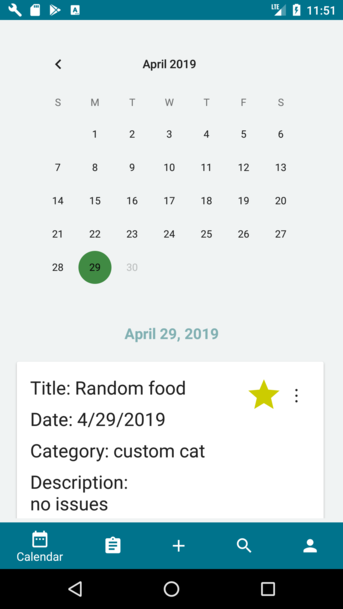 LTE 11:51
April 2019
S M T W T F S
1 2 3 4 5 6
7 8 9 10 11 12 13
14 15 16 17 18 19 20
21 22 23 24 25 26 27
28 29 30
April 29, 2019
Title: Random food
Date: 4/29/2019
Category: custom cat
Description:
no issues
Calendar